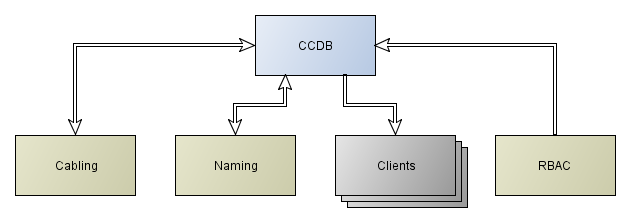 CCDB
Cabling
Naming
Clients
RBAC